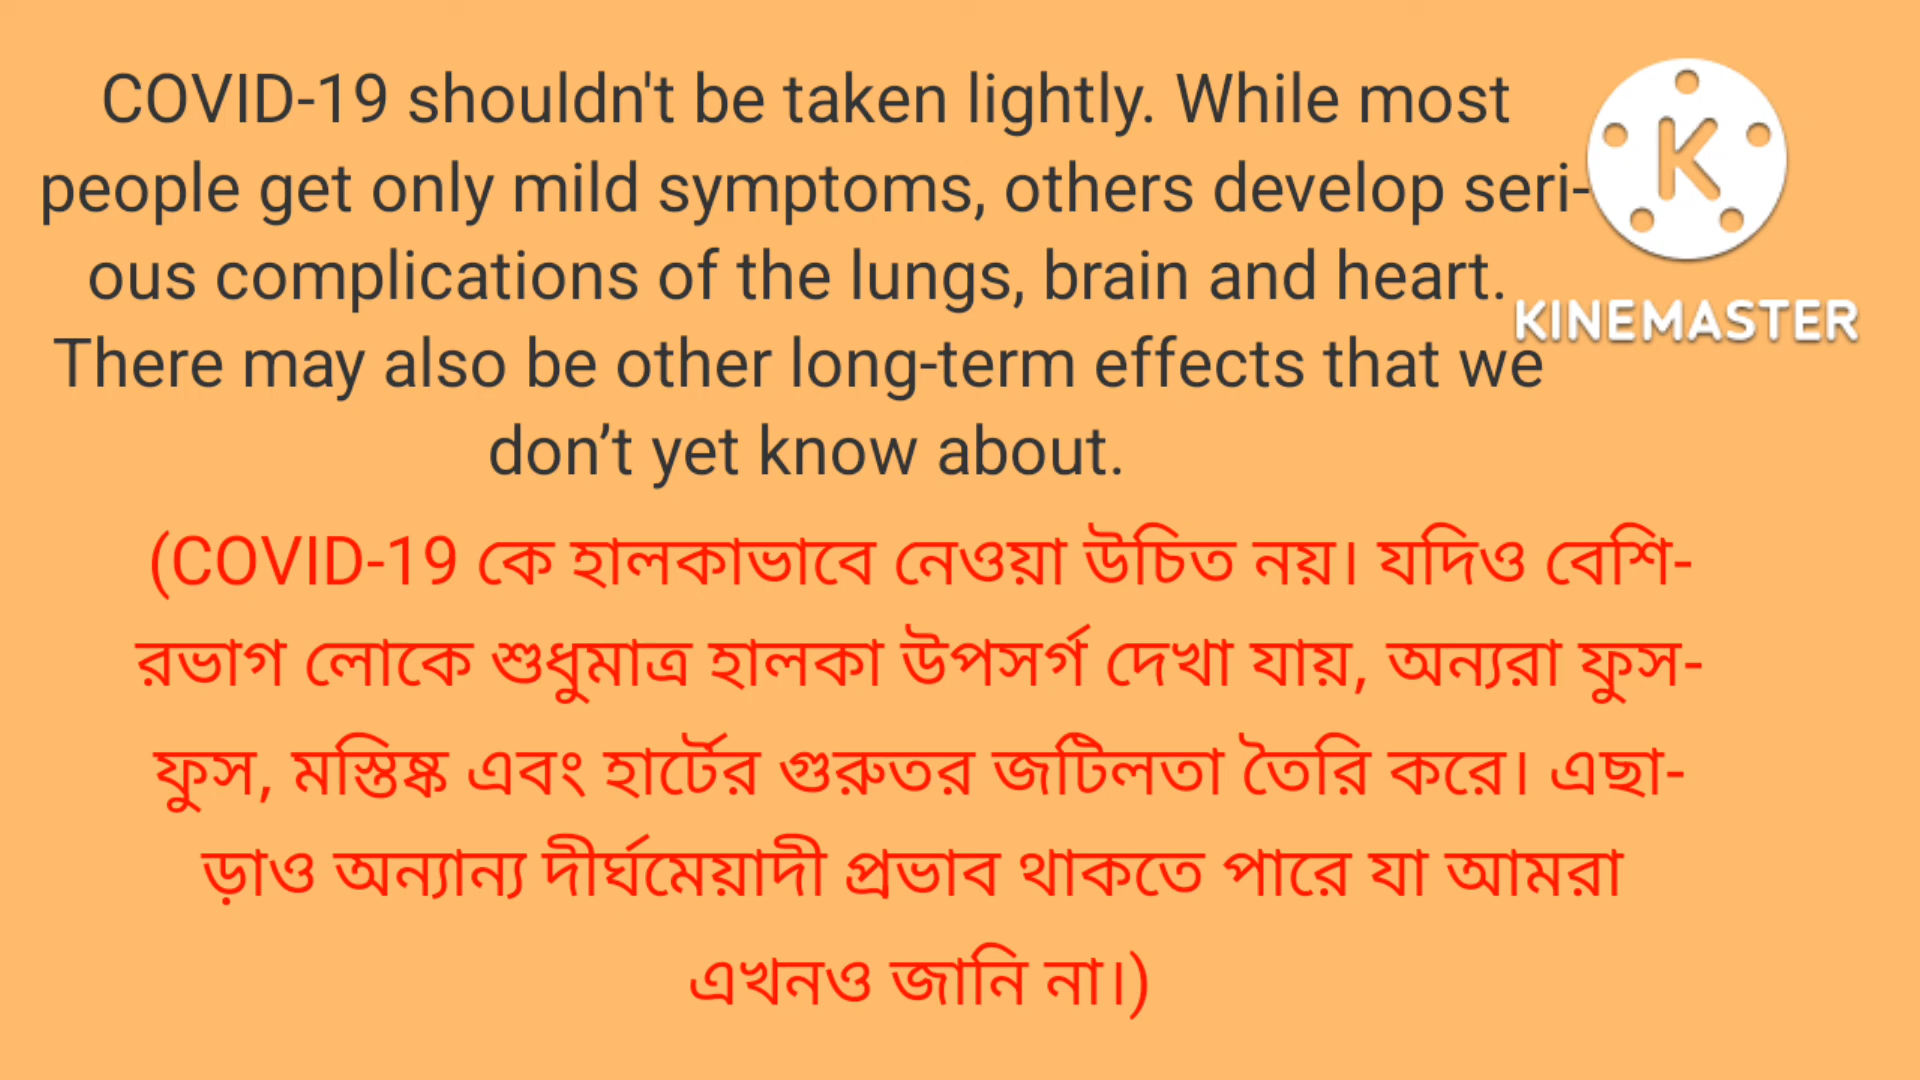 COVID-19 shouldn't be taken lightly. While most
people get only mild symptoms, others develop seri-
ous complications of the lungs, brain and heart.
There may also be other long-term effects that we
don’t yet know about.
K
KINEMASTER
(COVID-19 কে হালকাভাবে নেওয়া উচিত নয়। যদিও বেশি-
রভাগ লোকে শুধুমাত্র হালকা উপসর্গ দেখা যায়, অন্যরা ফুস-
ফুস, মস্তিষ্ক এবং হার্টের গুরুতর জটিলতা তৈরি করে। এছা-
ড়াও অন্যান্য দীর্ঘমেয়াদী প্রভাব থাকতে পারে যা আমরা
এখনও জানি না।)